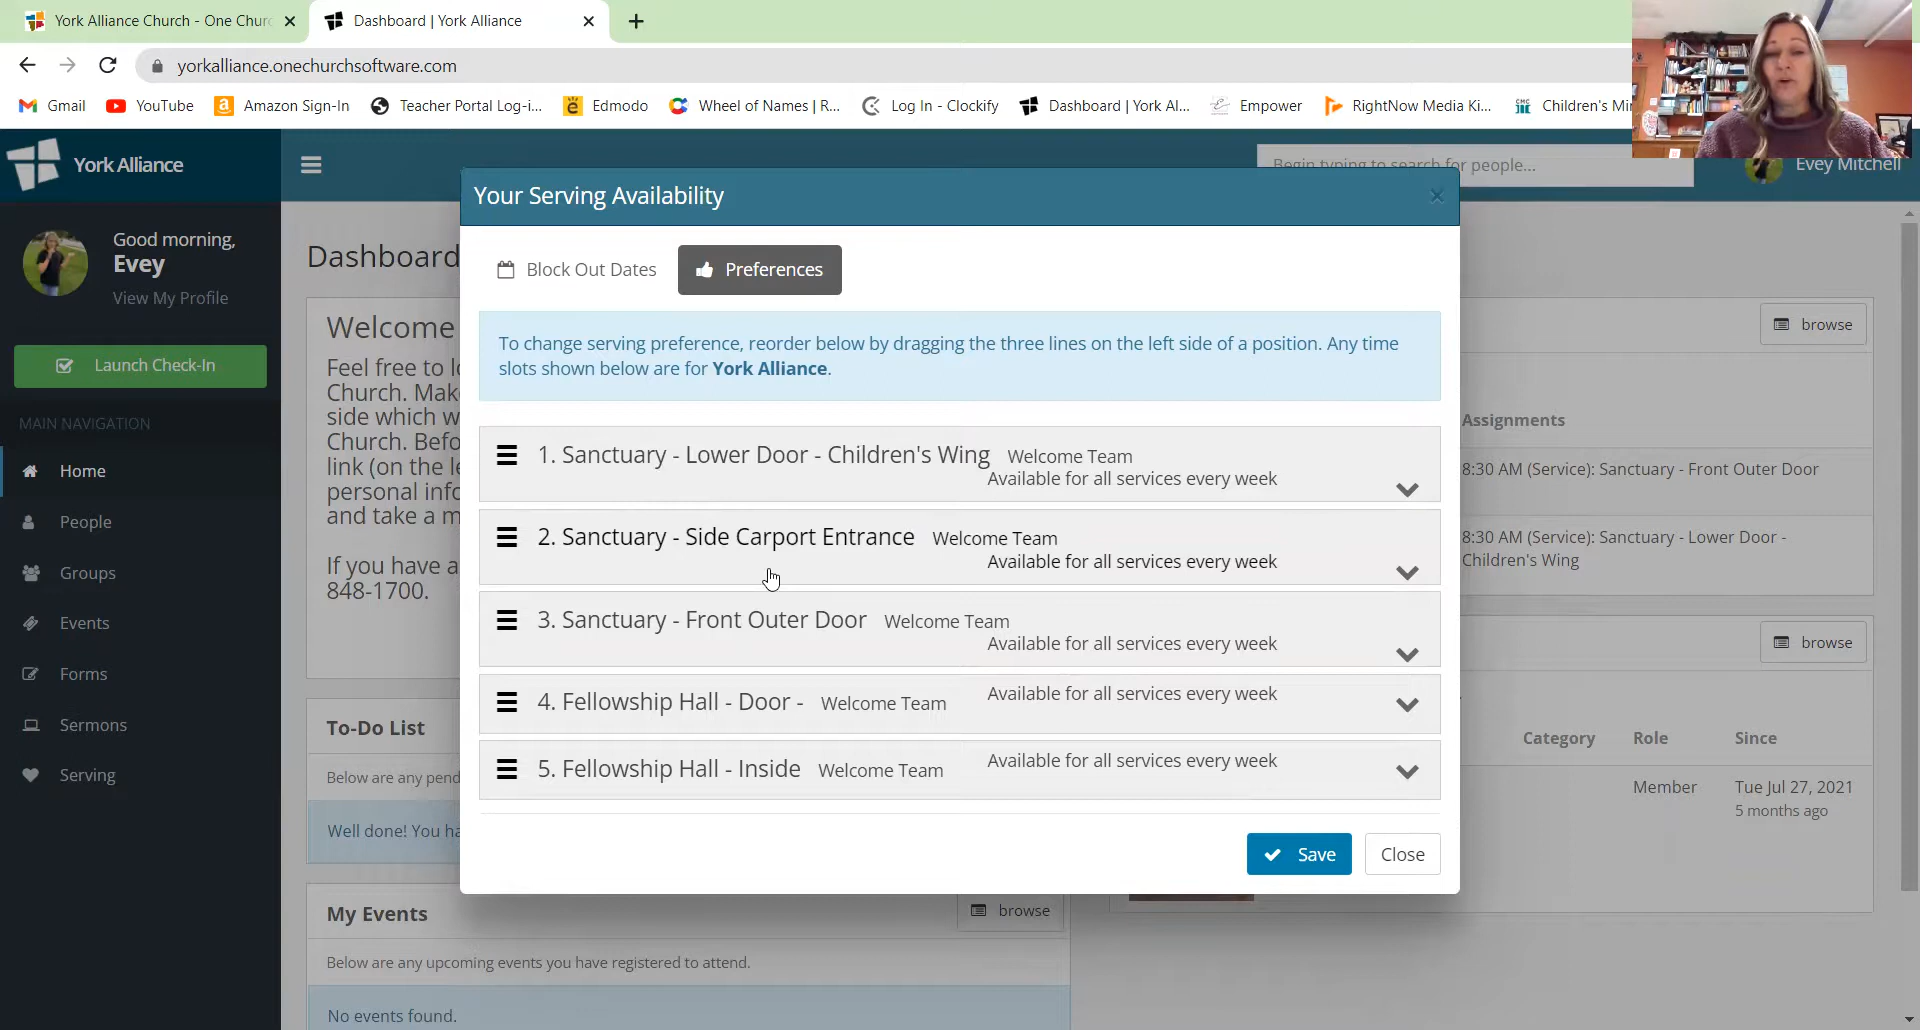 York Alliance Church - One Churc
Dashboard | York Alliance
yorkalliance.onechurchsoftware.com
Gmail
YouTube
Amazon Sign-In
Teacher Portal Log-i...
Edmodo
Wheel of Names | R...
Log In - Clockify
Dashboard | York Al...
Empower
RightNow Media Ki...
Children's Min
York Alliance
Begin typing to search for people...
Evey Mitchell
Good morning,
Evey
View My Profile
Launch Check-In
MAIN NAVIGATION
Home
People
Groups
Events
Forms
Sermons
Serving
Dashboard
Welcome
Feel free to l
Church. Mak
side which w
Church. Befo
link (on the le
personal info
and take a m
If you have a
848-1700.
To-Do List
Below are any pend
Well done! You ha
My Events
browse
Below are any upcoming events you have registered to attend.
No events found.
Your Serving Availability
Block Out Dates
Preferences
To change serving preference, reorder below by dragging the three lines on the left side of a position. Any time
slots shown below are for York Alliance.
1. Sanctuary - Lower Door - Children's Wing Welcome Team
Available for all services every week
2. Sanctuary - Side Carport Entrance Welcome Team
Available for all services every week
3. Sanctuary - Front Outer Door Welcome Team
Available for all services every week
4. Fellowship Hall - Door - Welcome Team Available for all services every week
5. Fellowship Hall - Inside Welcome Team Available for all services every week
Save
Close
browse
Assignments
8:30 AM (Service): Sanctuary - Front Outer Door
8:30 AM (Service): Sanctuary - Lower Door -
Children's Wing
browse
Category Role Since
Member Tue Jul 27, 2021
5 months ago